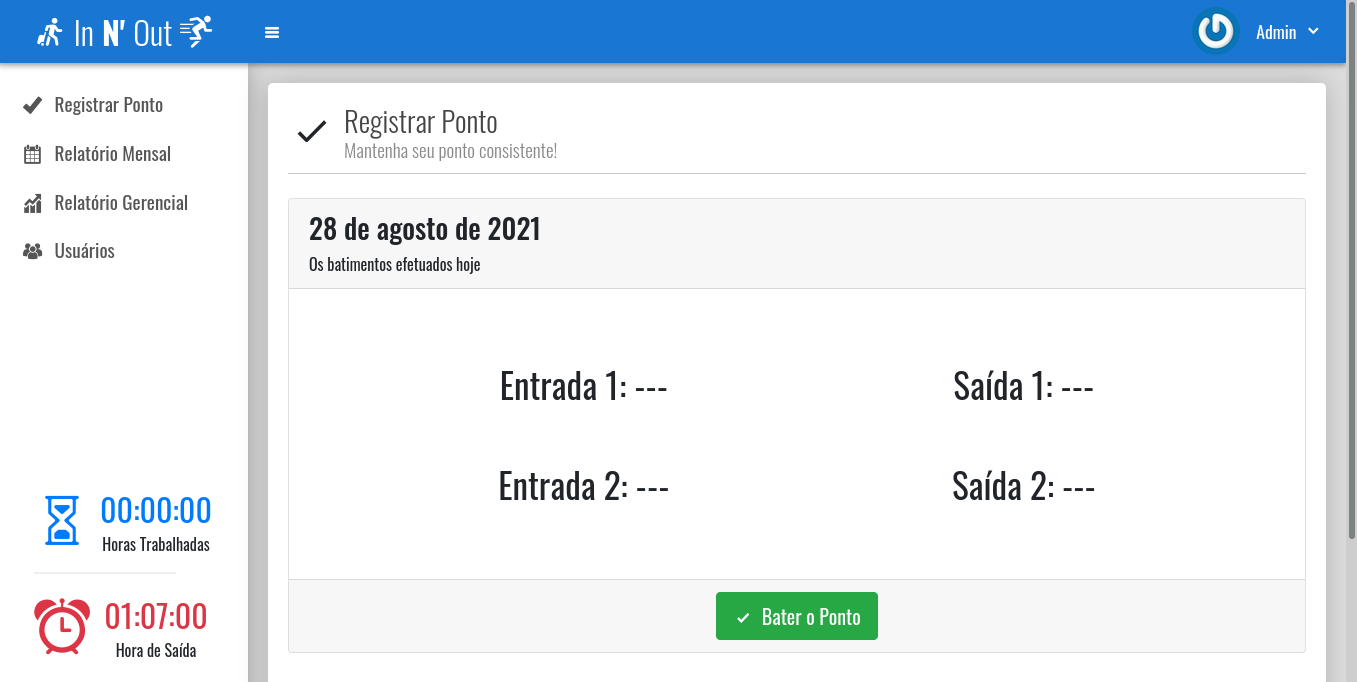 In N' Out
Admin
Registrar Ponto
Relatório Mensal
Relatório Gerencial
Usuários
00:00:00
Horas Trabalhadas
01:07:00
Hora de Saída
Registrar Ponto
Mantenha seu ponto consistente!
28 de agosto de 2021
Os batimentos efetuados hoje
Entrada 1: --- Saída 1: ---
Entrada 2: --- Saída 2: ---
Bater o Ponto